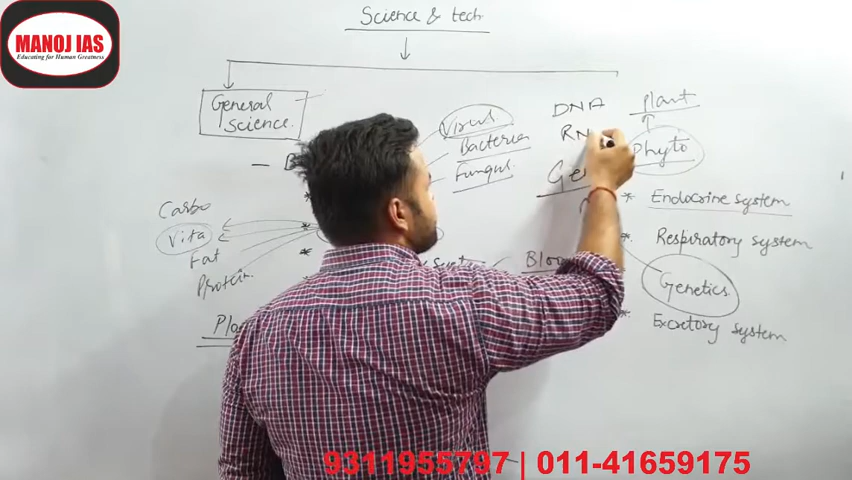 MANOJ IAS
Educating for Human Greatness
Science & tech
General
Science.
Virus
Bacteria
Fungus
DNA
Plant
Phyto
Carbo
Vita
Fat
Protein
Endocrine system
Respiratory system
Genetics
Excretory system
9311955797 | 011-41659175